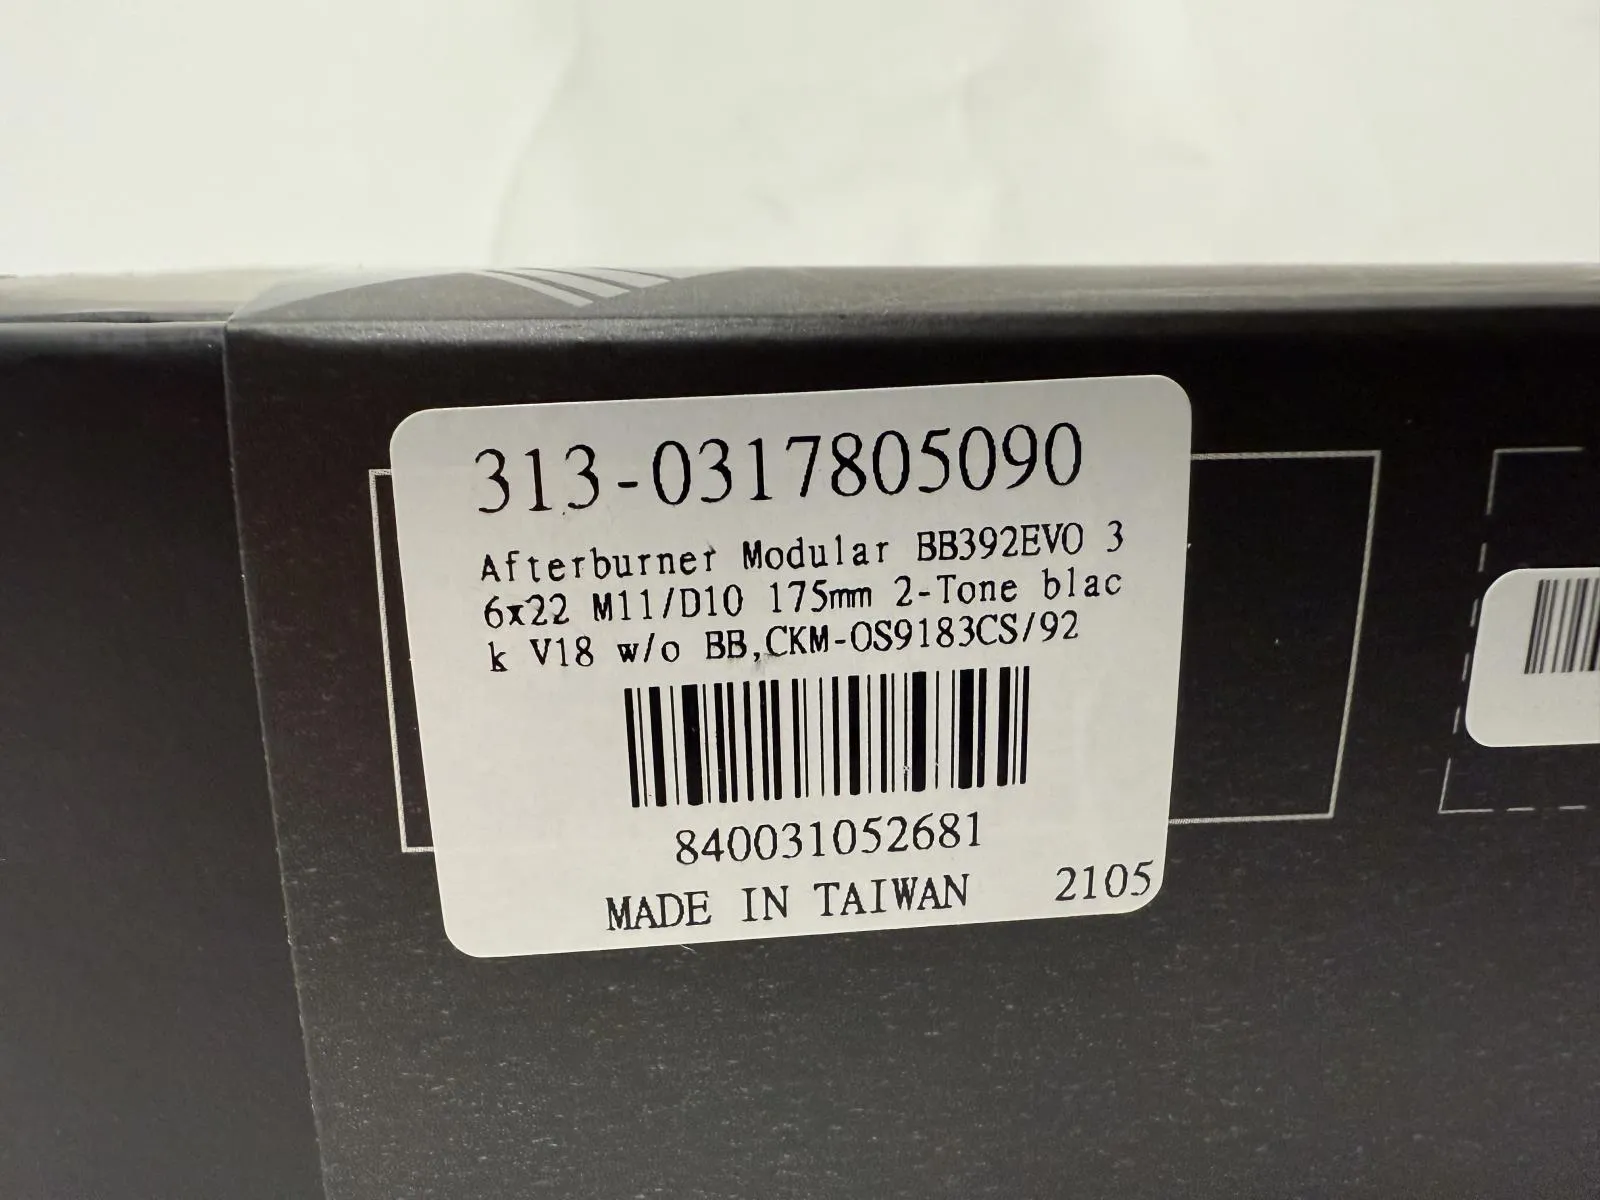 313-0317805090
Afterburner Modular BB392EVO 3
6x22 M11/D10 175mm 2-Tone blac
k V18 w/o BB,CKM-OS9183CS/92
840031052681
MADE IN TAIWAN 2105